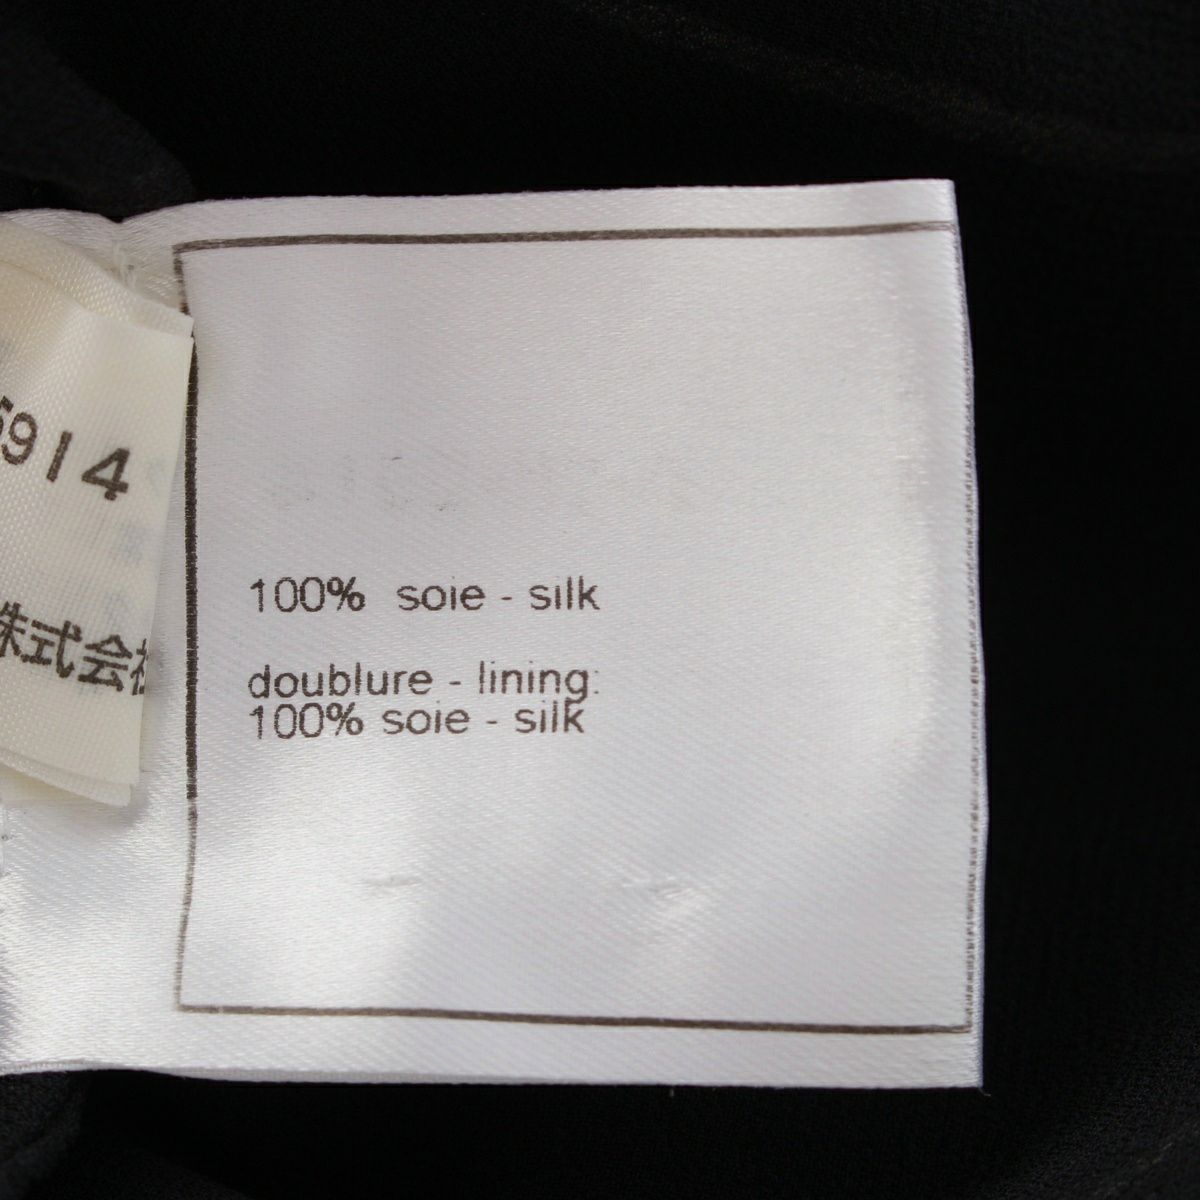 5914
株式会社
100% soie - silk
doublure - lining:
100% soie - silk